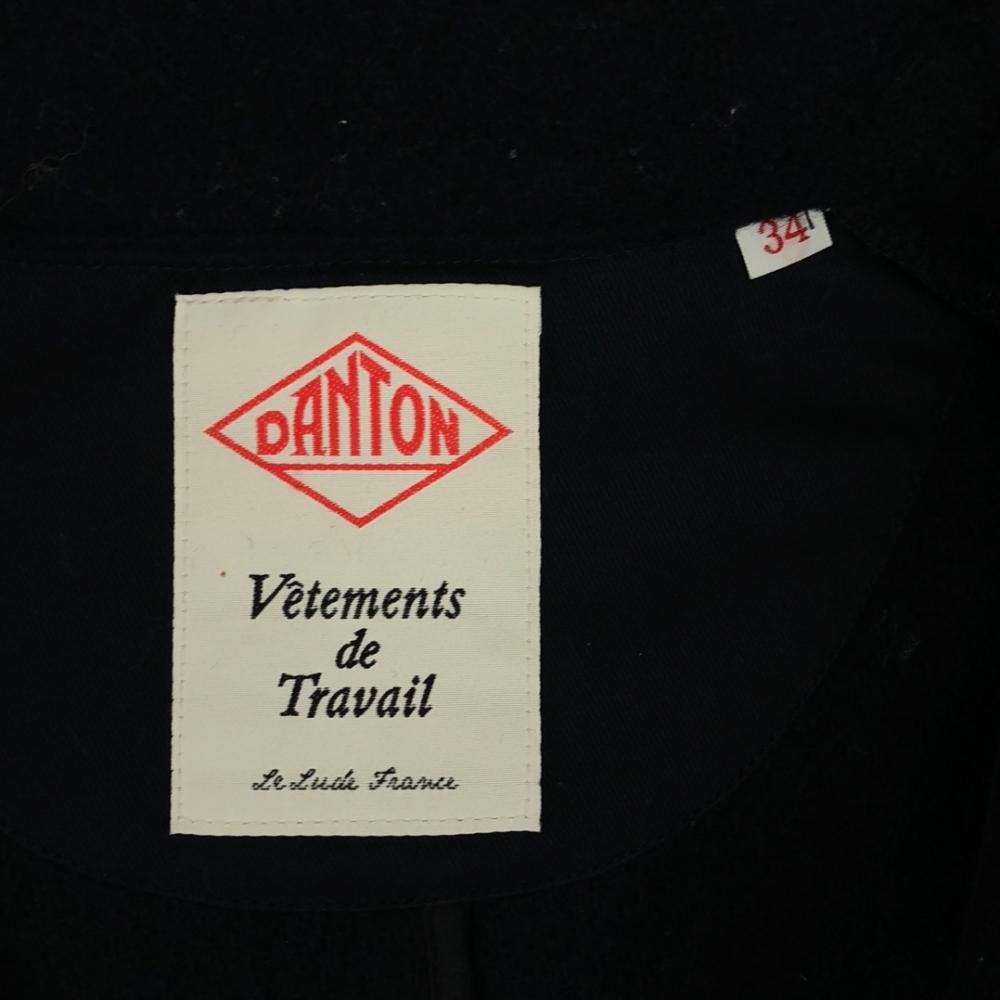 34
DANTON
Vêtements
de
Travail
Le Lude France